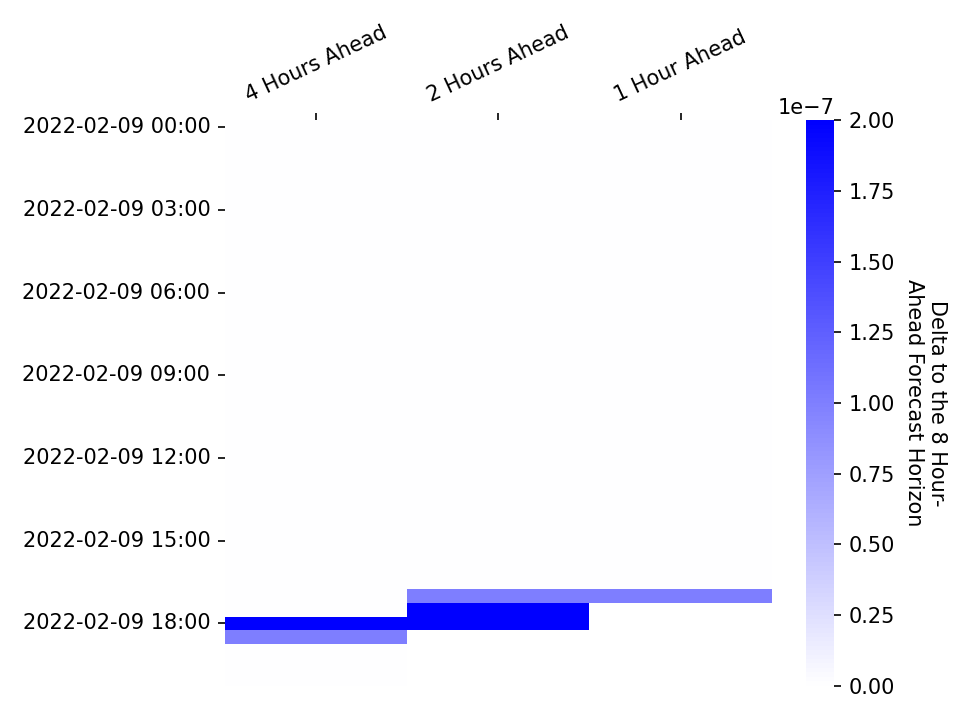 4 Hours Ahead
2 Hours Ahead
1 Hour Ahead
1e−7
2022-02-09 00:00
2022-02-09 03:00
2022-02-09 06:00
2022-02-09 09:00
2022-02-09 12:00
2022-02-09 15:00
2022-02-09 18:00
2.00
1.75
1.50
1.25
1.00
0.75
0.50
0.25
0.00
Delta to the 8 Hour-
Ahead Forecast Horizon